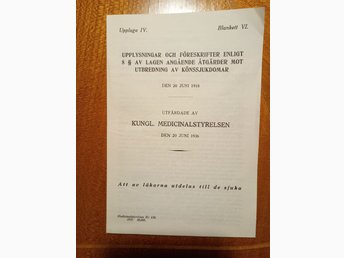 Upplaga IV.
Blankett VI.
UPPLYSNINGAR OCH FÖRESKRIFTER ENLIGT
8 § AV LAGEN ANGÅENDE ÅTGÄRDER MOT
UTBREDNING AV KÖNSSJUKDOMAR
DEN 20 JUNI 1918
UTFÄRDADE AV
KUNGL. MEDICINALSTYRELSEN
DEN 20 JUNI 1936
Att av läkarna utdelas till de sjuka